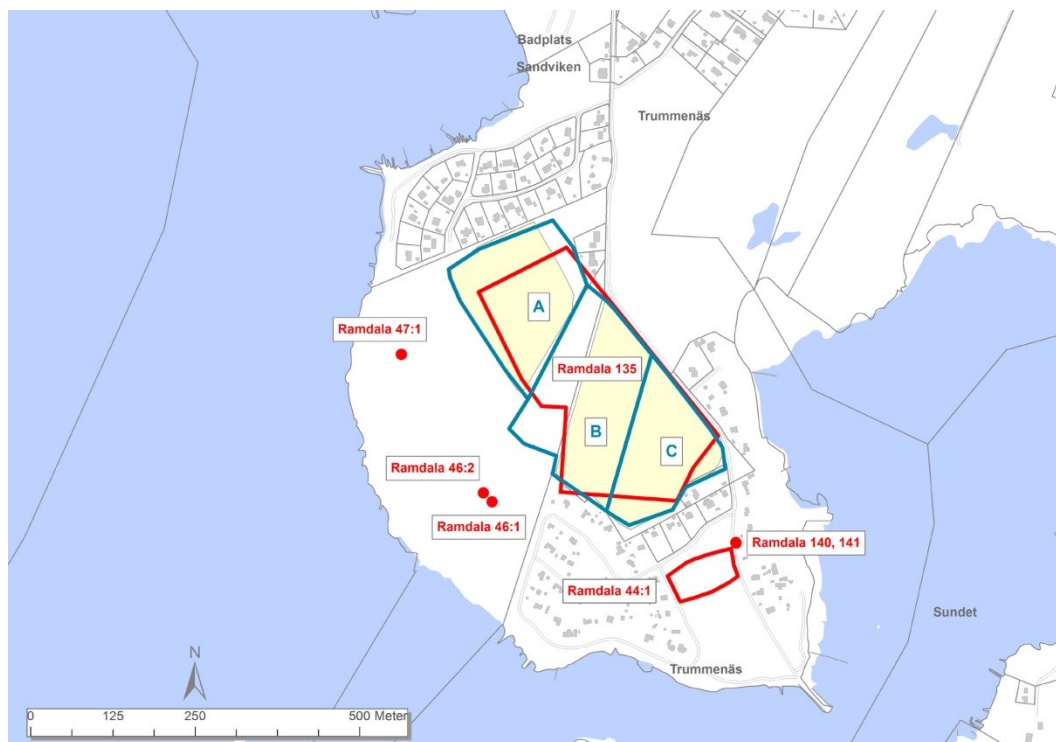 Badplats
Sandviken
Trummenäs
A
Ramdala 47:1
Ramdala 135
B
C
Ramdala 46:2
Ramdala 46:1
Ramdala 140, 141
Ramdala 44:1
Sundet
N
Trummenäs
0 125 250 500 Meter